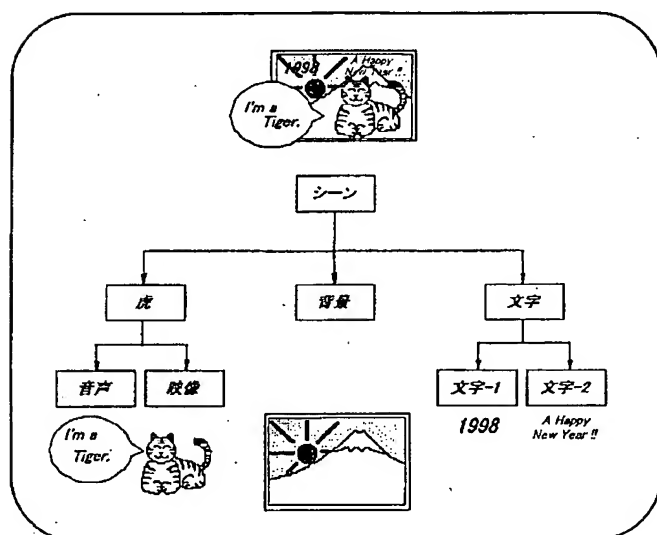 1998
A Happy
New Year !!
I'm a
Tiger.
シーン
虎
背景
文字
音声
映像
文字-1
文字-2
1998
A Happy
New Year !!
I'm a
Tiger.